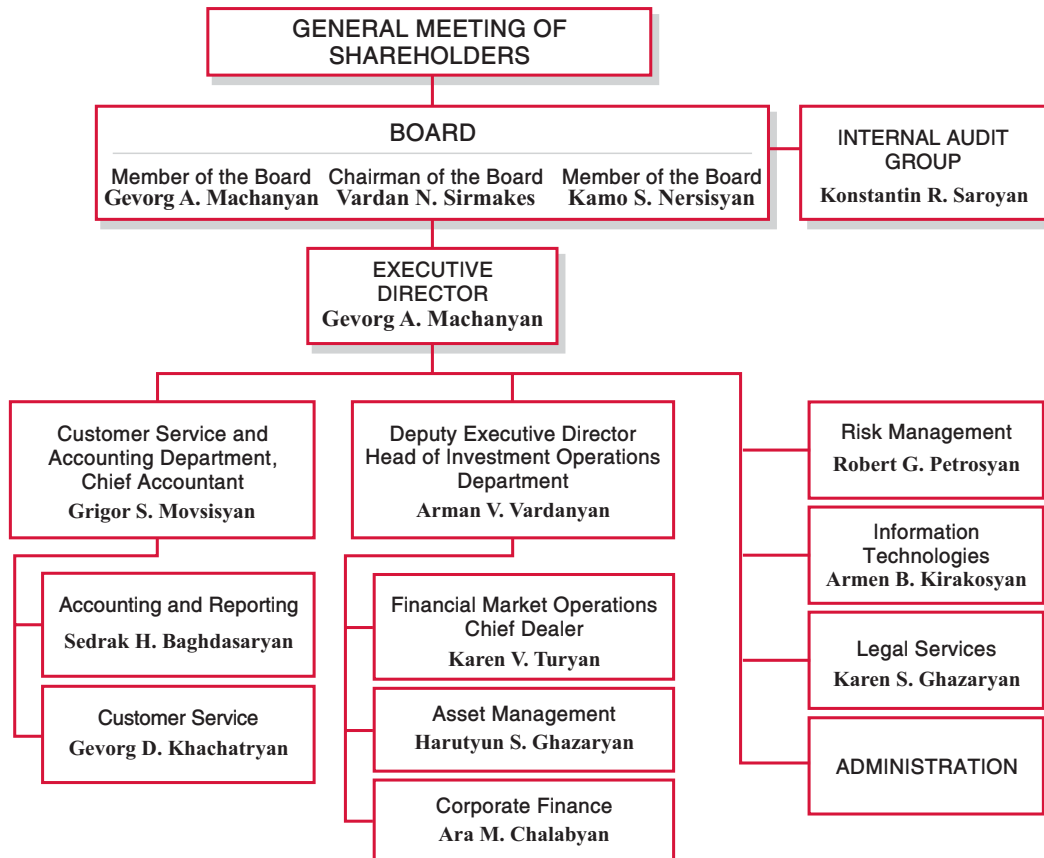 GENERAL MEETING OF
SHAREHOLDERS
BOARD
Member of the Board
Gevorg A. Machanyan
Chairman of the Board
Vardan N. Sirmakes
Member of the Board
Kamo S. Nersisyan
INTERNAL AUDIT
GROUP
Konstantin R. Saroyan
EXECUTIVE
DIRECTOR
Gevorg A. Machanyan
Customer Service and
Accounting Department,
Chief Accountant
Grigor S. Movsisyan
Accounting and Reporting
Sedrak H. Baghdasaryan
Customer Service
Gevorg D. Khachatryan
Deputy Executive Director
Head of Investment Operations
Department
Arman V. Vardanyan
Financial Market Operations
Chief Dealer
Karen V. Turyan
Asset Management
Harutyun S. Ghazaryan
Corporate Finance
Ara M. Chalabyan
Risk Management
Robert G. Petrosyan
Information
Technologies
Armen B. Kirakosyan
Legal Services
Karen S. Ghazaryan
ADMINISTRATION